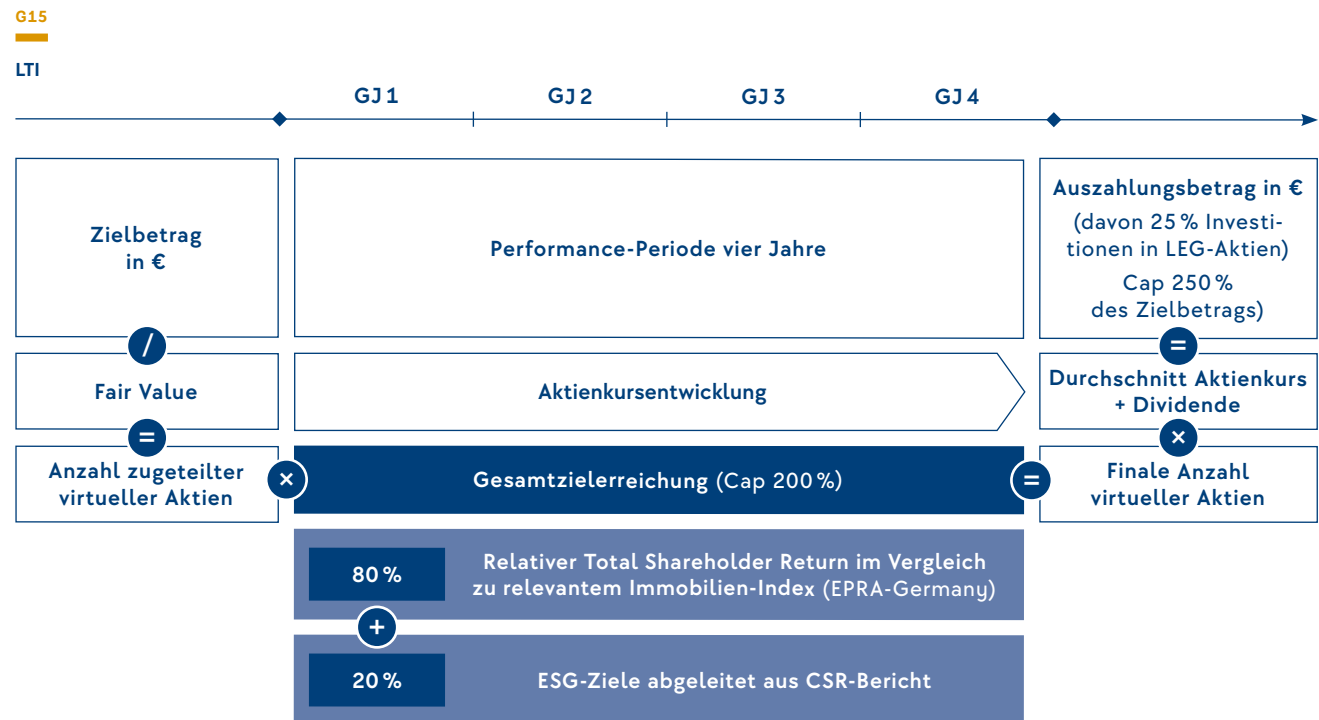 G15
LTI
GJ 1 GJ 2 GJ 3 GJ 4
Zielbetrag
in €
/
Fair Value
=
Anzahl zugeteilter
virtueller Aktien
×
Performance-Periode vier Jahre
Aktienkursentwicklung
Gesamtzielerreichung (Cap 200 %)
80 %
Relativer Total Shareholder Return im Vergleich
zu relevantem Immobilien-Index (EPRA-Germany)
+
20 %
ESG-Ziele abgeleitet aus CSR-Bericht
=
Auszahlungsbetrag in €
(davon 25 % Investi-
tionen in LEG-Aktien)
Cap 250 %
des Zielbetrags)
=
Durchschnitt Aktienkurs
+ Dividende
×
Finale Anzahl
virtueller Aktien